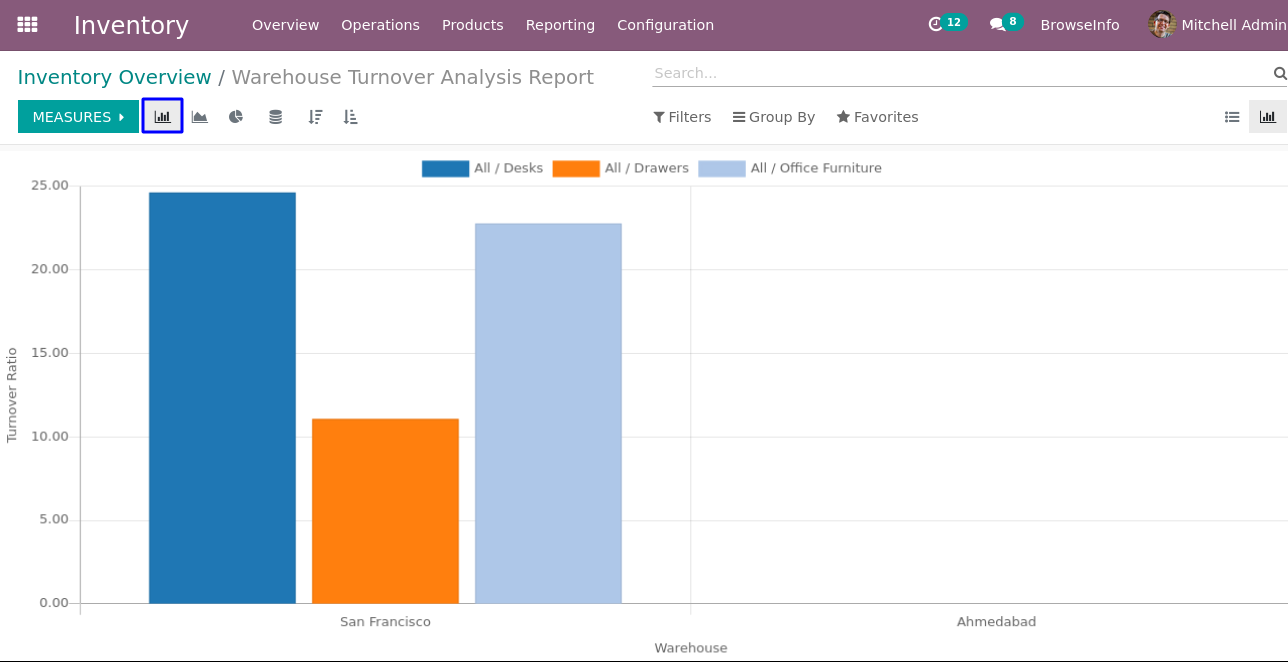 Inventory Overview Operations Products Reporting Configuration 12 8 BrowseInfo Mitchell Admin
Inventory Overview / Warehouse Turnover Analysis Report Search...
MEASURES Filters Group By Favorites
All / Desks All / Drawers All / Office Furniture
25.00
20.00
15.00
10.00
5.00
0.00
Turnover Ratio
San Francisco Ahmedabad
Warehouse